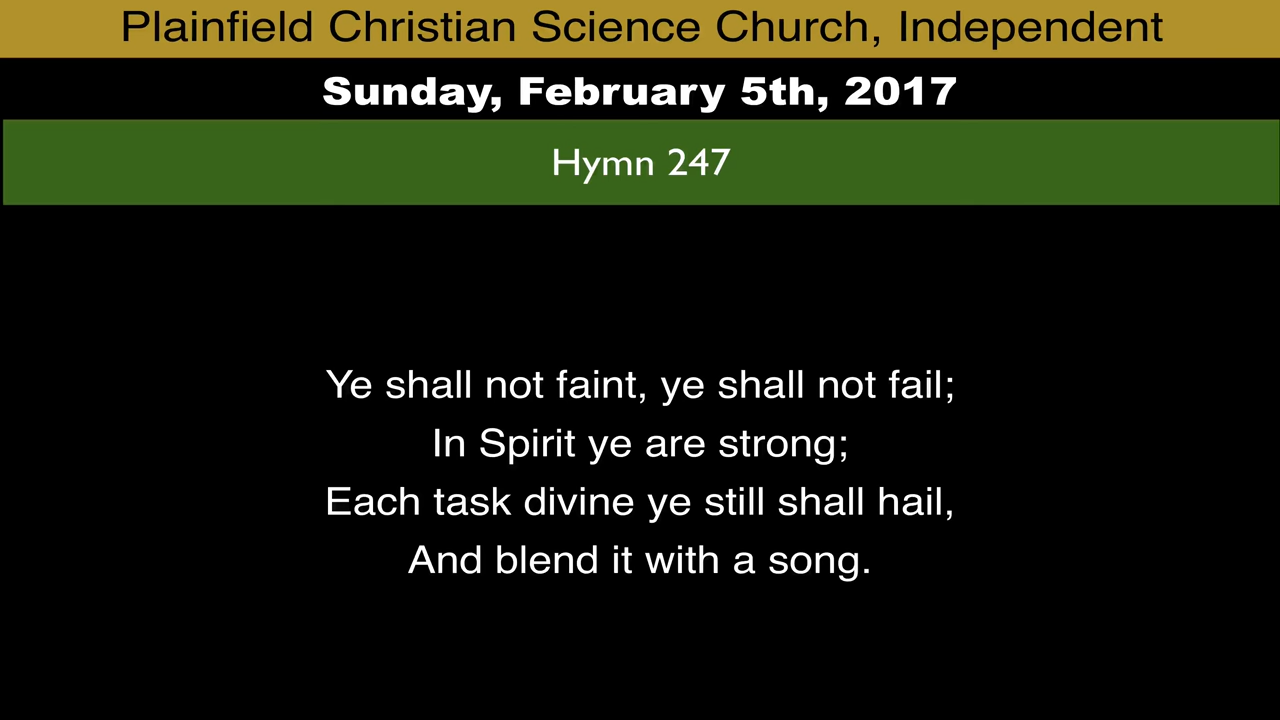 Plainfield Christian Science Church, Independent
Sunday, February 5th, 2017
Hymn 247
Ye shall not faint, ye shall not fail;
In Spirit ye are strong;
Each task divine ye still shall hail,
And blend it with a song.